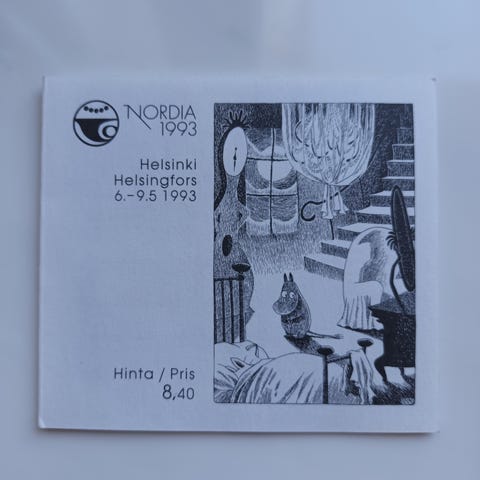 NORDIA
1993
Helsinki
Helsingfors
6.-9.5 1993
Hinta / Pris
8,40